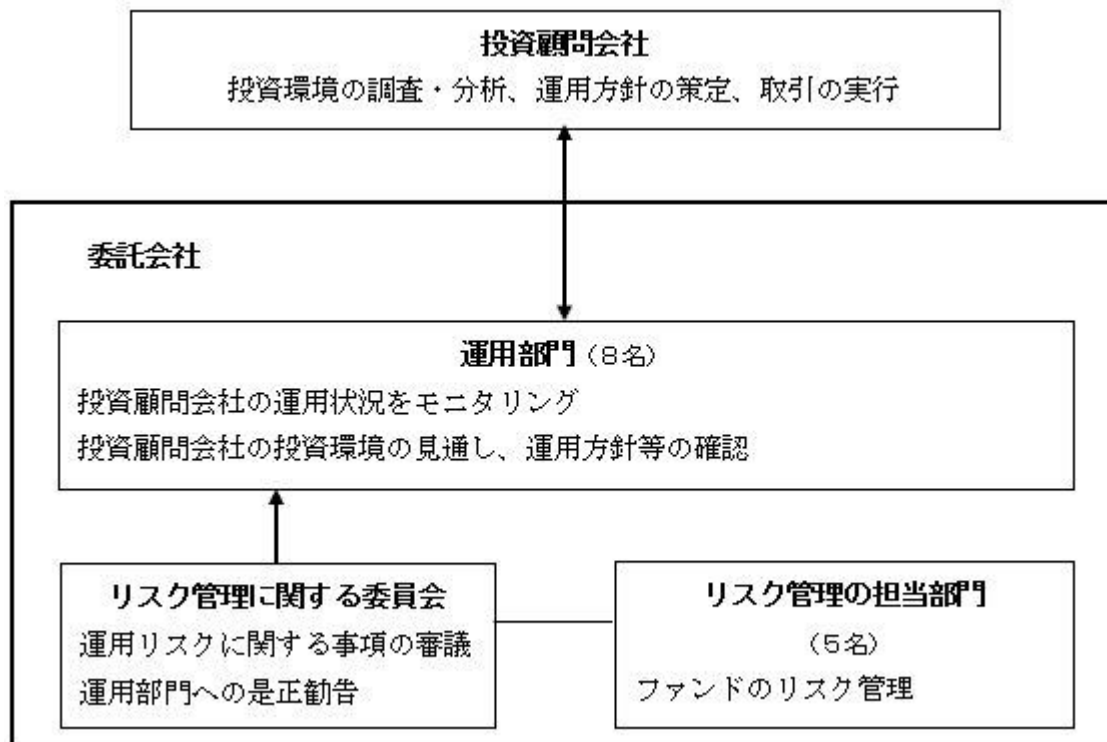 投資顧問会社
投資環境の調査・分析、運用方針の策定、取引の実行
委託会社
運用部門（８名）
投資顧問会社の運用状況をモニタリング
投資顧問会社の投資環境の見通し、運用方針等の確認
リスク管理に関する委員会
運用リスクに関する事項の審議
運用部門への是正勧告
リスク管理の担当部門
（５名）
ファンドのリスク管理